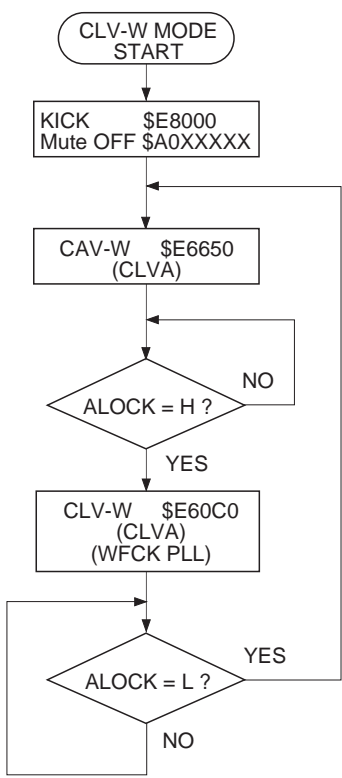 CLV-W MODE
START
KICK $E8000
Mute OFF $A0XXXXX
CAV-W $E6650
(CLVA)
NO
ALOCK = H ?
YES
CLV-W $E60C0
(CLVA)
(WFCK PLL)
YES
ALOCK = L ?
NO